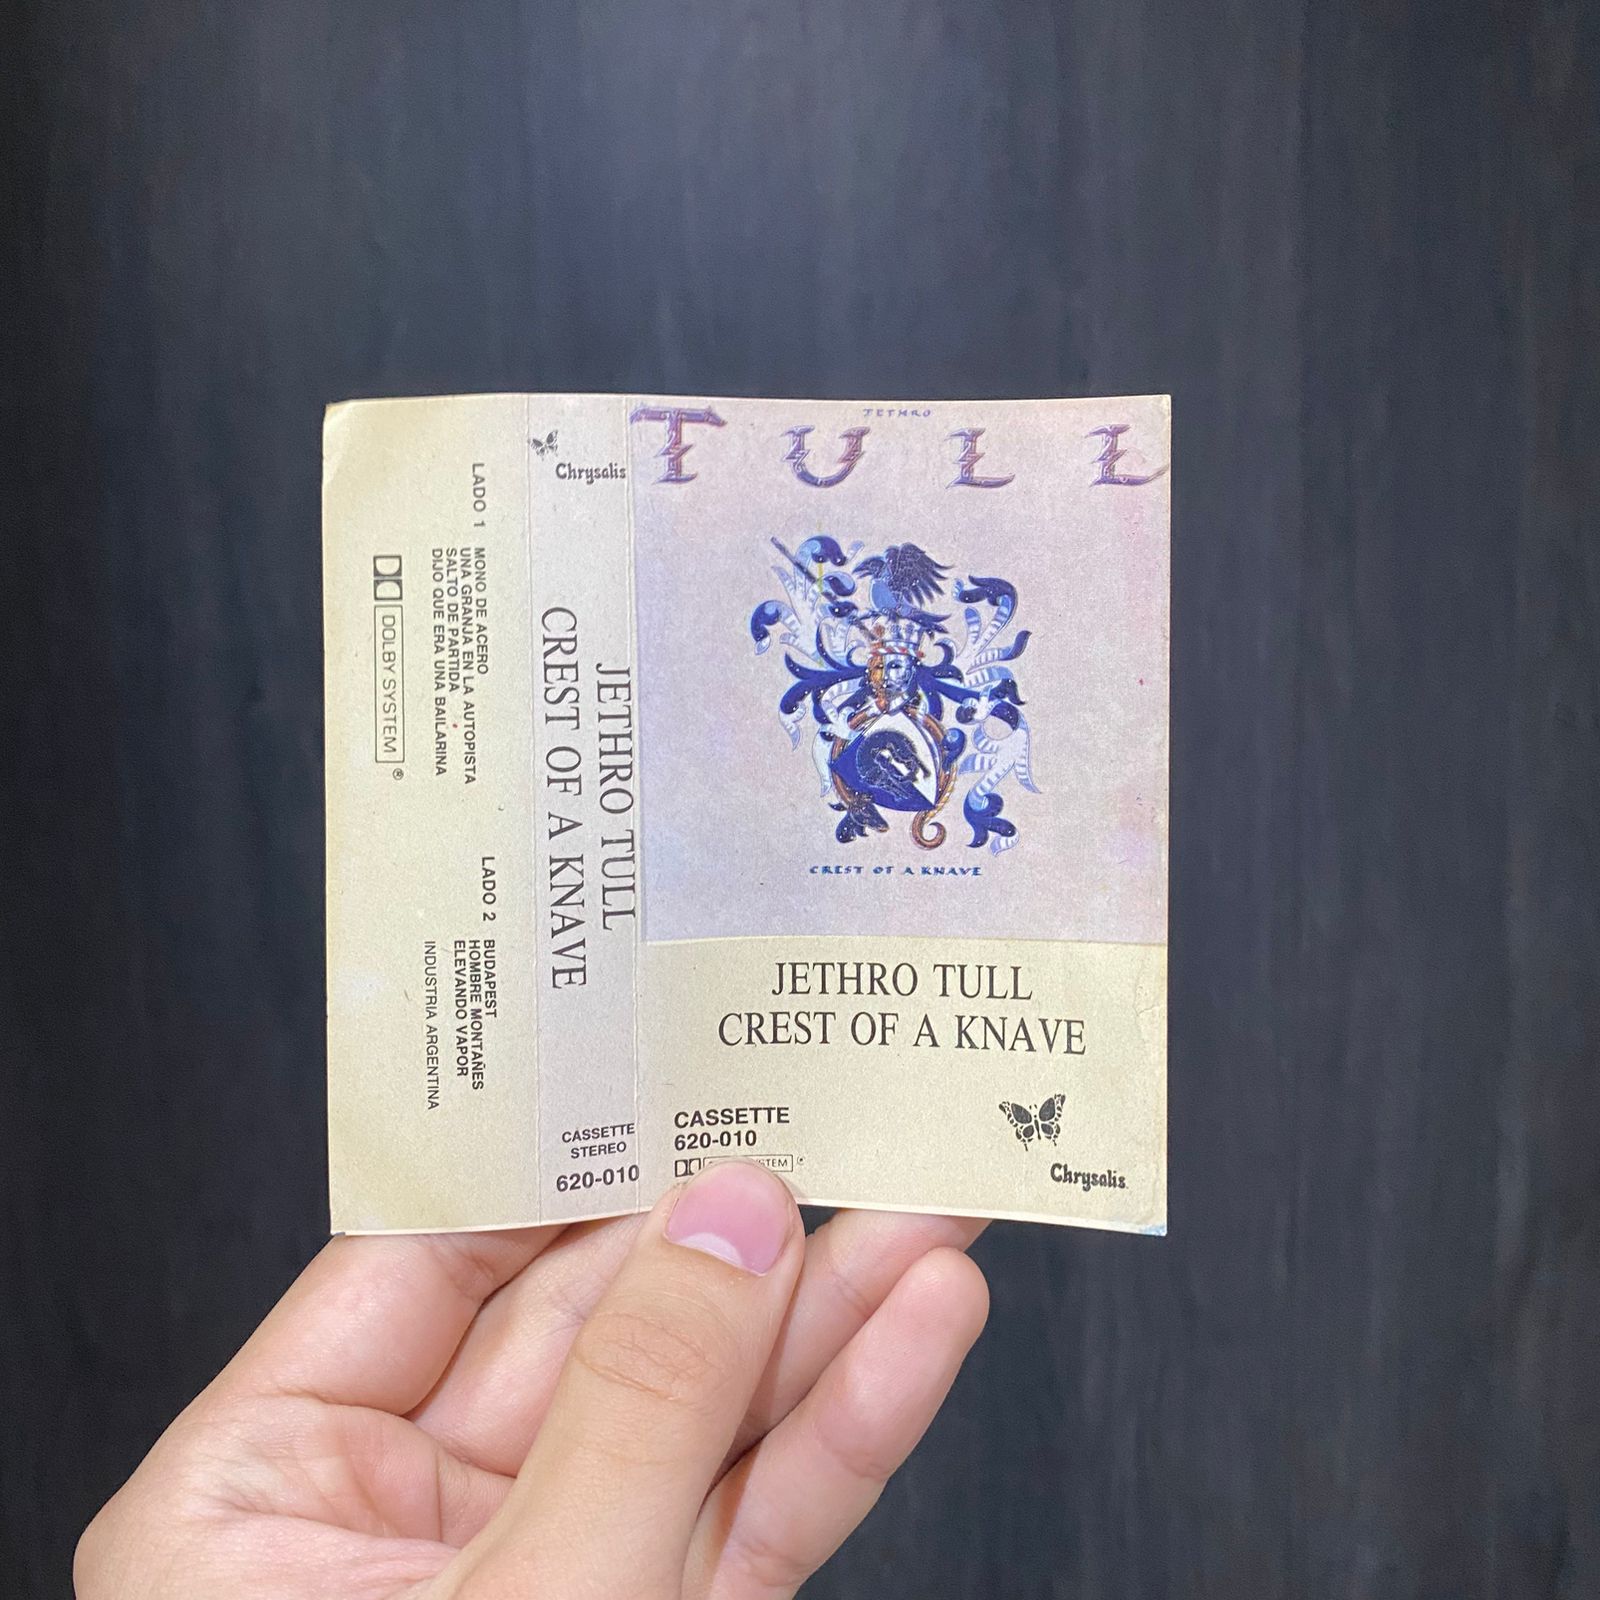 LADO 1
MONO DE ACERO
UNA GRANJA EN LA AUTOPISTA
SALTO DE PARTIDA
DIJO QUE ERA UNA BAILARINA
DOLBY SYSTEM ®
LADO 2
BUDAPEST
HOMBRE MONTAÑES
ELEVANDO VAPOR
INDUSTRIA ARGENTINA
Chrysalis
JETHRO TULL
CREST OF A KNAVE
CASSETTE
STEREO
620-010
JETHRO
TULL
CREST OF A KNAVE
JETHRO TULL
CREST OF A KNAVE
CASSETTE
620-010
Chrysalis